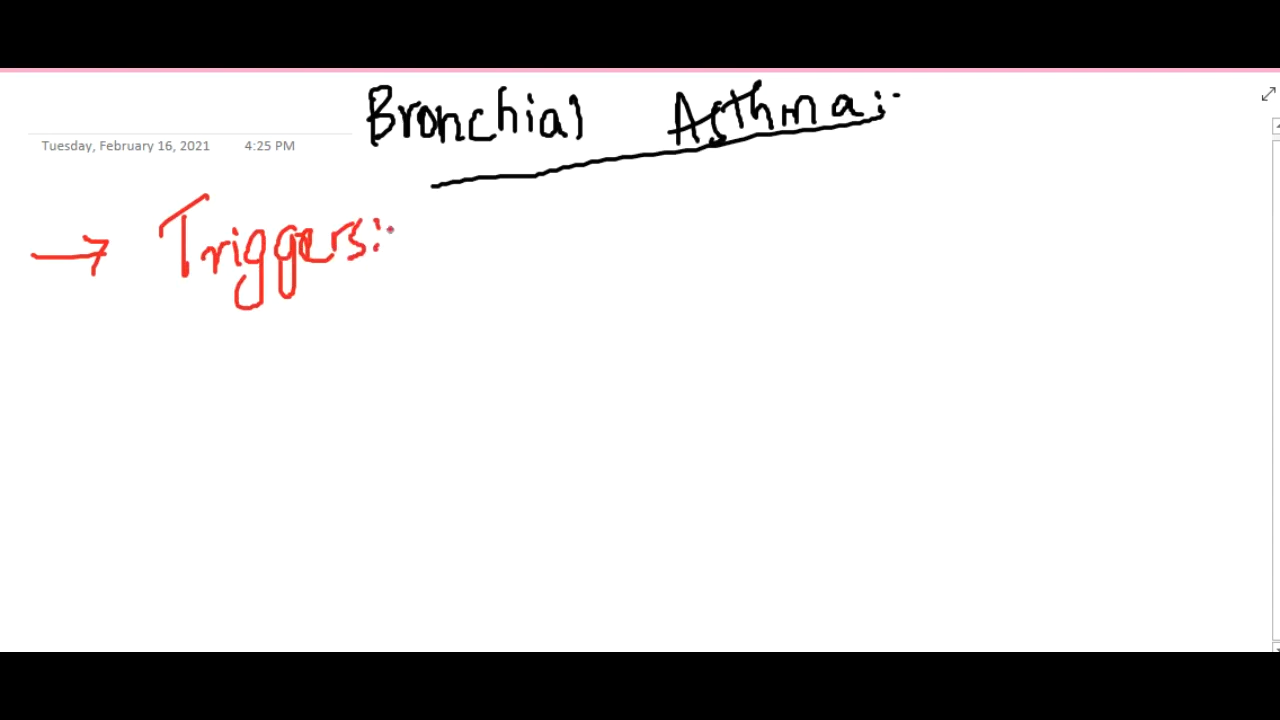 Bronchial Asthma:-
Tuesday, February 16, 2021 4:25 PM
→ Triggers:-